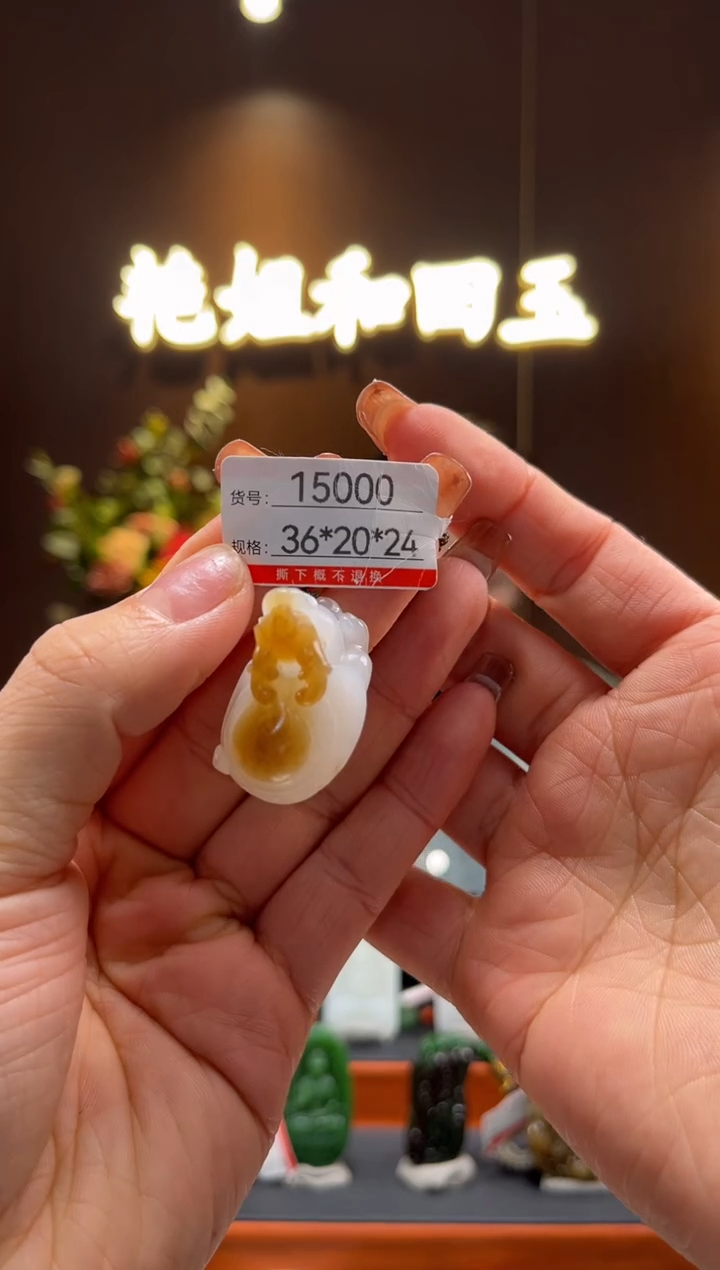 艳姐和田玉
货号: 15000
规格: 36*20*24
撕下概不退换